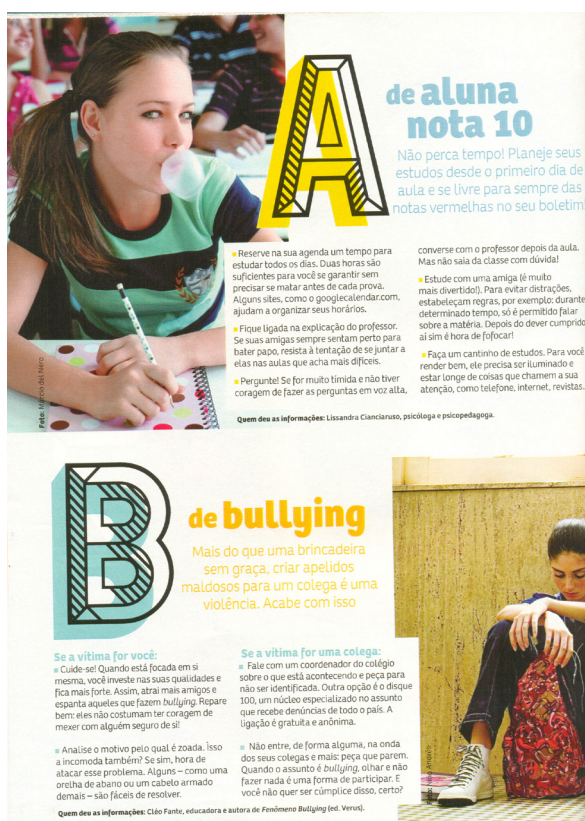 A
de aluna
nota 10
Não perca tempo! Planeje seus
estudos desde o primeiro dia de
aula e se livre para sempre das
notas vermelhas no seu boletim!
Reserve na sua agenda um tempo para
estudar todos os dias. Duas horas são
suficientes para você se garantir sem
precisar se matar antes de cada prova.
Alguns sites, como o googlecalendar.com,
ajudam a organizar seus horários.
Fique ligada na explicação do professor.
Se suas amigas sempre sentam perto para
bater papo, resista à tentação de se juntar a
elas nas aulas que acha mais difíceis.
Pergunte! Se for muito tímida e não tiver
coragem de fazer as perguntas em voz alta,
converse com o professor depois da aula.
Mas não saia da classe com dúvida!
Estude com uma amiga (é muito
mais divertido!). Para evitar distrações,
estabeleçam regras, por exemplo: durante
determinado tempo, só é permitido falar
sobre a matéria. Depois do dever cumprido
aí sim é hora de fofocar!
Faça um cantinho de estudos. Para você
render bem, ele precisa ser iluminado e
estar longe de coisas que chamem a sua
atenção, como telefone, internet, revistas.
Foto: Marcio del Nero
Quem deu as informações: Lissandra Cianciaruso, psicóloga e psicopedagoga.
B
de bullying
Mais do que uma brincadeira
sem graça, criar apelidos
maldosos para um colega é uma
violência. Acabe com isso
Se a vítima for você:
Cuide-se! Quando está focada em si
mesma, você investe nas suas qualidades e
fica mais forte. Assim, atrai mais amigos e
espanta aqueles que fazem bullying. Repare
bem: eles não costumam ter coragem de
mexer com alguém seguro de si!
Analise o motivo pelo qual é zoada. Isso
a incomoda também? Se sim, hora de
atacar esse problema. Alguns – como uma
orelha de abano ou um cabelo armado
demais – são fáceis de resolver.
Se a vítima for uma colega:
Fale com um coordenador do colégio
sobre o que está acontecendo e peça para
não ser identificada. Outra opção é o disque
100, um núcleo especializado no assunto
que recebe denúncias de todo o país. A
ligação é gratuita e anônima.
Não entre, de forma alguma, na onda
dos seus colegas e mais: peça que parem.
Quando o assunto é bullying, olhar e não
fazer nada é uma forma de participar. E
você não quer ser cúmplice disso, certo?
Quem deu as informações: Cléo Fante, educadora e autora de Fenômeno Bullying (ed. Verus).